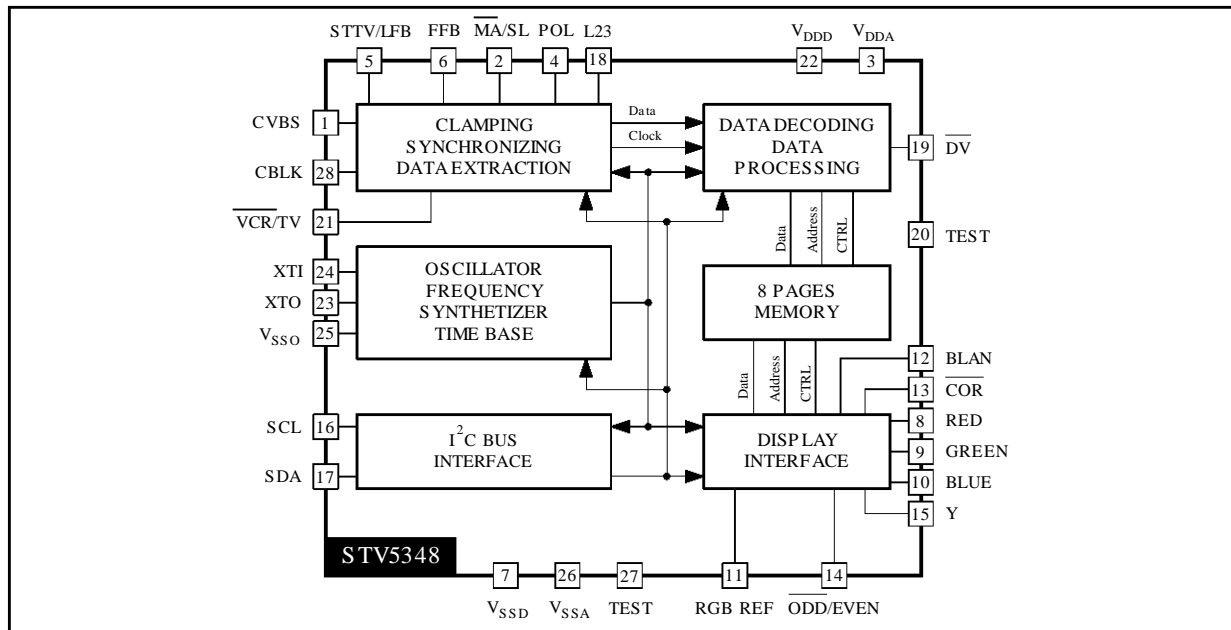 STTV/LFB FFB MA/SL POL L23 VDDD VDDA
5 6 2 4 18 22 3
CVBS 1
CBLK 28
VCR/TV 21
CLAMPING
SYNCHRONIZING
DATA EXTRACTION
Data
Clock
DATA DECODING
DATA
PROCESSING
19 DV
20 TEST
Data Address CTRL
XTI 24
XTO 23
VSSO 25
OSCILLATOR
FREQUENCY
SYNTHETIZER
TIME BASE
8 PAGES
MEMORY
Data Address CTRL
12 BLAN
13 COR
8 RED
9 GREEN
10 BLUE
15 Y
SCL 16
SDA 17
I2C BUS
INTERFACE
DISPLAY
INTERFACE
STV5348
7 26 27 11 14
VSSD VSSA TEST RGB REF ODD/EVEN